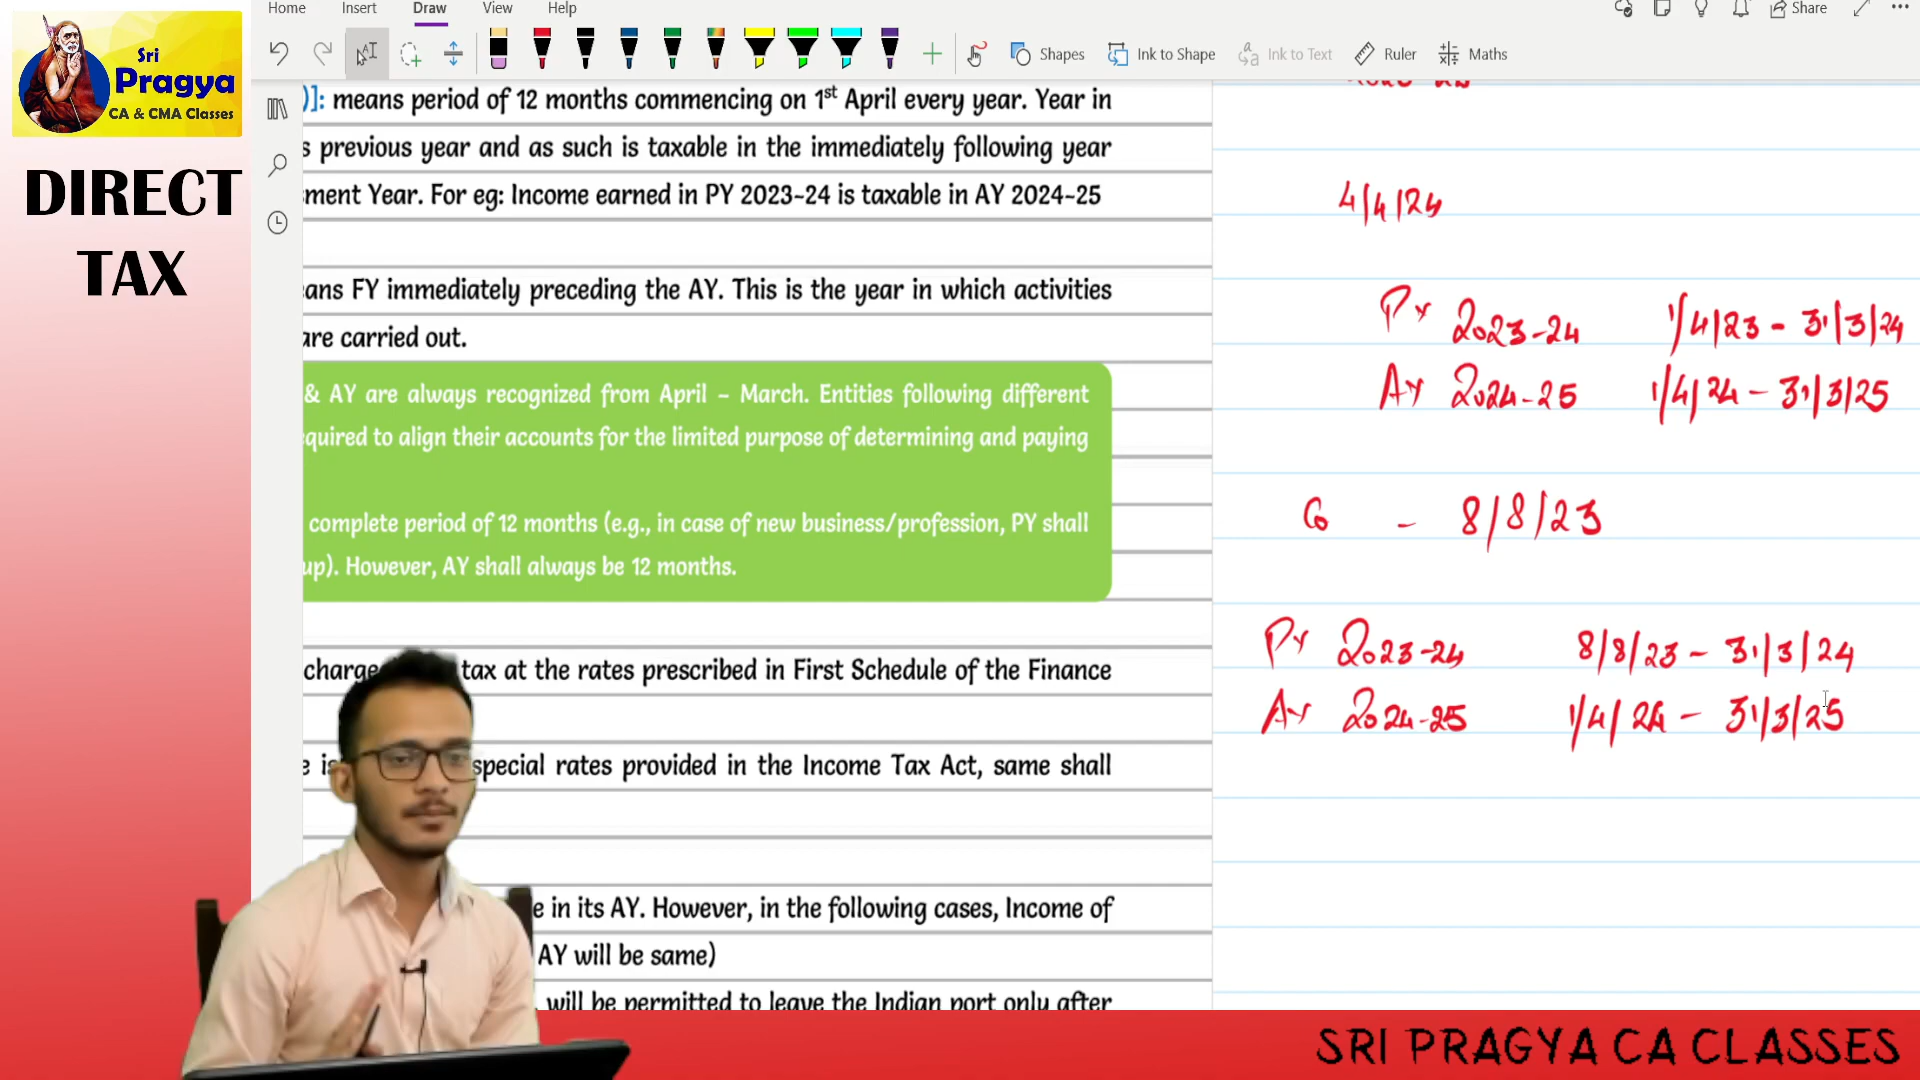 Home Insert Draw View Help
Share
Shapes Ink to Shape Ink to Text Ruler Maths
Sri
Pragya
CA & CMA Classes
DIRECT
TAX
)]: means period of 12 months commencing on 1st April every year. Year in
s previous year and as such is taxable in the immediately following year
ment Year. For eg: Income earned in PY 2023-24 is taxable in AY 2024-25
ans FY immediately preceding the AY. This is the year in which activities
are carried out.
& AY are always recognized from April – March. Entities following different
quired to align their accounts for the limited purpose of determining and paying
complete period of 12 months (e.g., in case of new business/profession, PY shall
up). However, AY shall always be 12 months.
charge tax at the rates prescribed in First Schedule of the Finance
e is special rates provided in the Income Tax Act, same shall
e in its AY. However, in the following cases, Income of
AY will be same)
will be permitted to leave the Indian port only after
4/4/24
PY 2023-24 1/4/23 - 31/3/24
AY 2024-25 1/4/24 - 31/3/25
Co - 8/8/23
PY 2023-24 8/8/23 - 31/3/24
AY 2024-25 1/4/24 - 31/3/25
SRI PRAGYA CA CLASSES